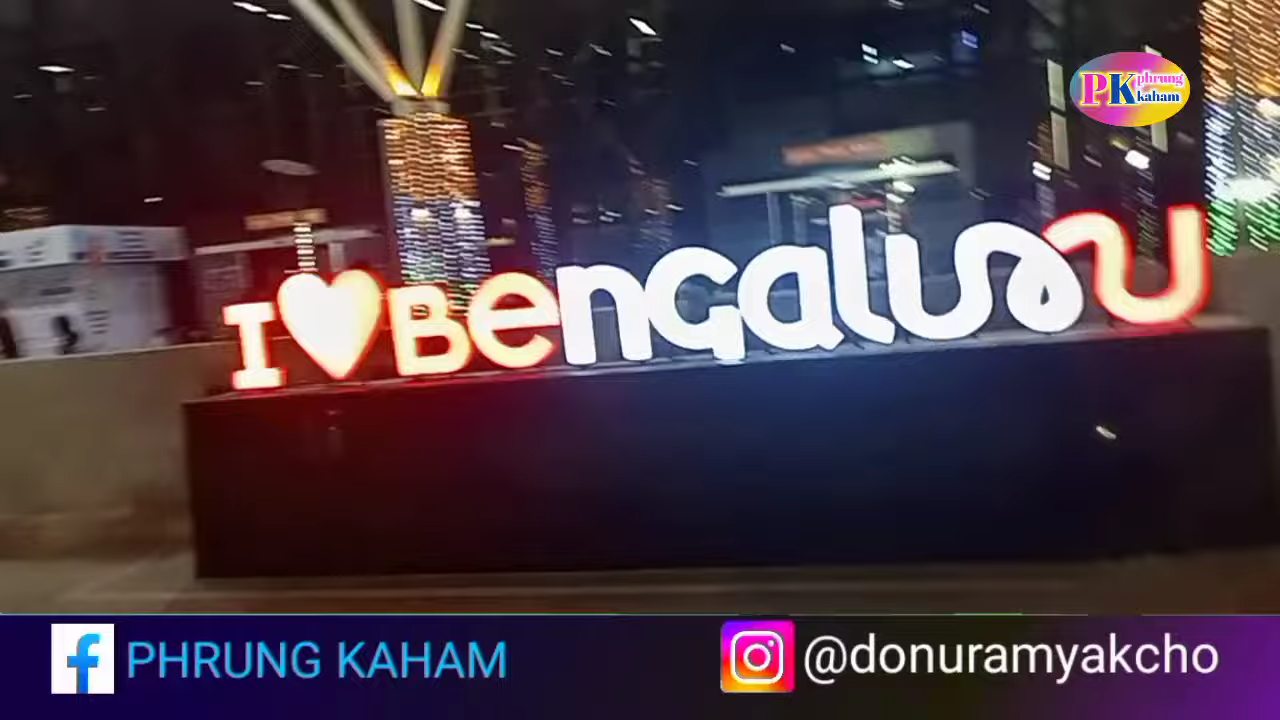 PK phrung
kaham
I ❤ Bengaluru
PHRUNG KAHAM
@donuramyakcho